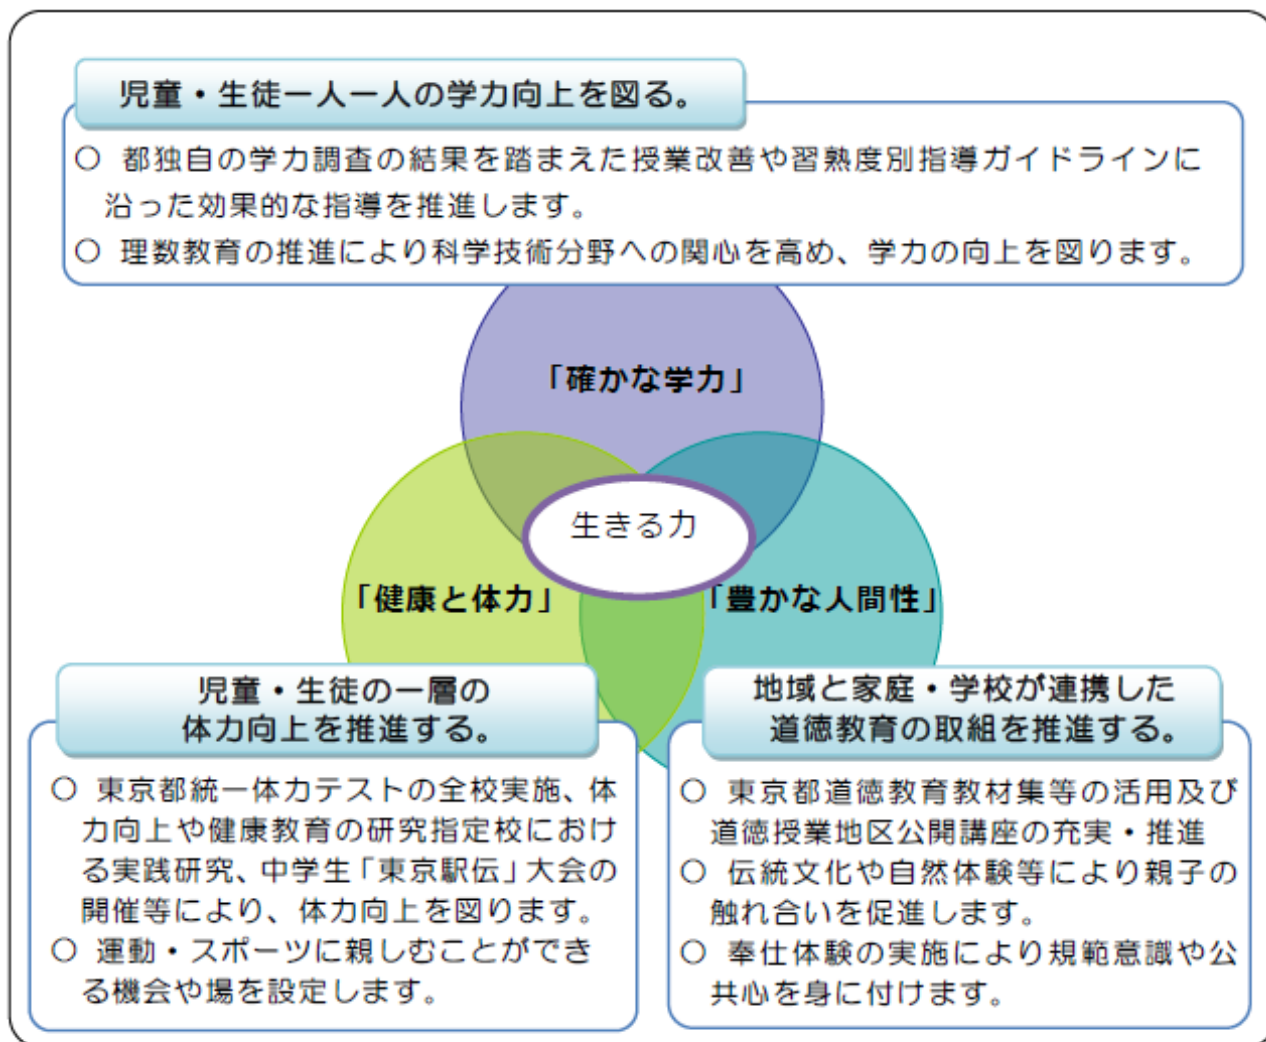 児童・生徒一人一人の学力向上を図る。
○ 都独自の学力調査の結果を踏まえた授業改善や習熟度別指導ガイドラインに
沿った効果的な指導を推進します。
○ 理数教育の推進により科学技術分野への関心を高め、学力の向上を図ります。
「確かな学力」
生きる力
「健康と体力」
「豊かな人間性」
児童・生徒の一層の
体力向上を推進する。
○ 東京都統一体力テストの全校実施、体
力向上や健康教育の研究指定校におけ
る実践研究、中学生「東京駅伝」大会の
開催等により、体力向上を図ります。
○ 運動・スポーツに親しむことができ
る機会や場を設定します。
地域と家庭・学校が連携した
道徳教育の取組を推進する。
○ 東京都道徳教育教材集等の活用及び
道徳授業地区公開講座の充実・推進
○ 伝統文化や自然体験等により親子の
触れ合いを促進します。
○ 奉仕体験の実施により規範意識や公
共心を身に付けます。